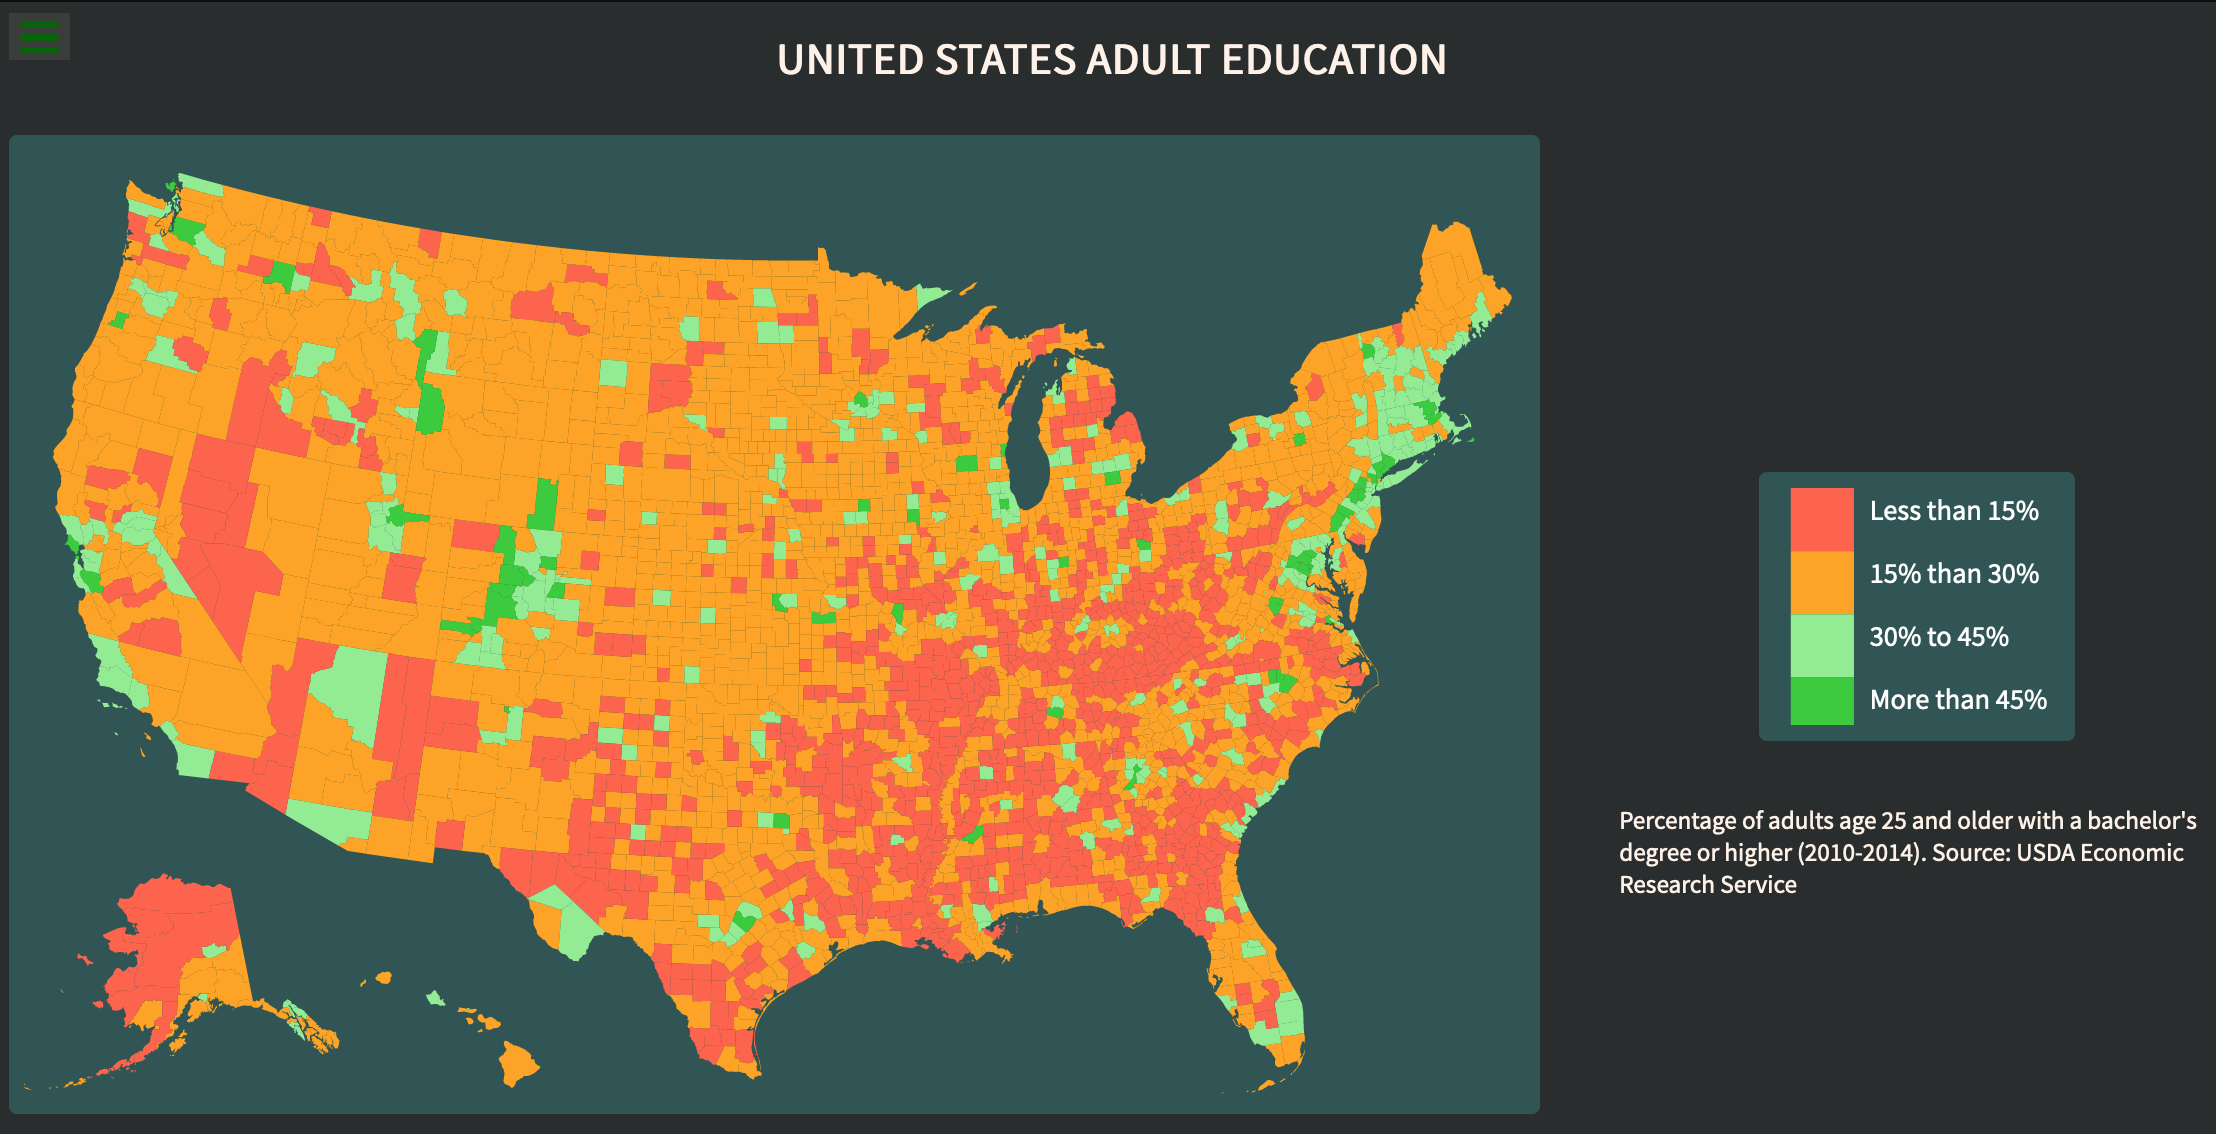 UNITED STATES ADULT EDUCATION
Less than 15%
15% than 30%
30% to 45%
More than 45%
Percentage of adults age 25 and older with a bachelor's
degree or higher (2010-2014). Source: USDA Economic
Research Service